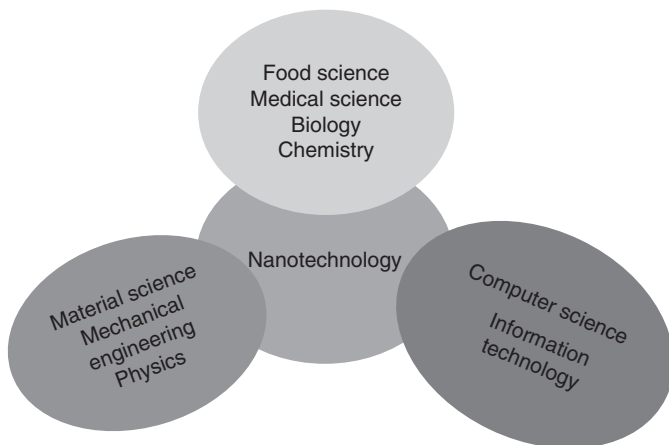 Food science
Medical science
Biology
Chemistry
Nanotechnology
Material science
Mechanical
engineering
Physics
Computer science
Information
technology